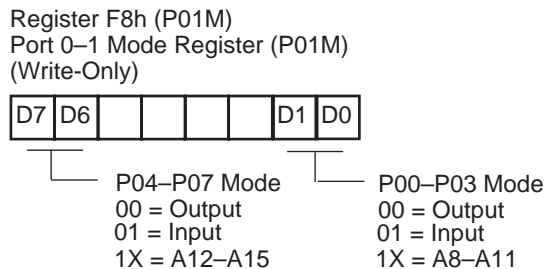 Register F8h (P01M)
Port 0–1 Mode Register (P01M)
(Write-Only)
D7 D6 D1 D0
P04–P07 Mode
00 = Output
01 = Input
1X = A12–A15
P00–P03 Mode
00 = Output
01 = Input
1X = A8–A11